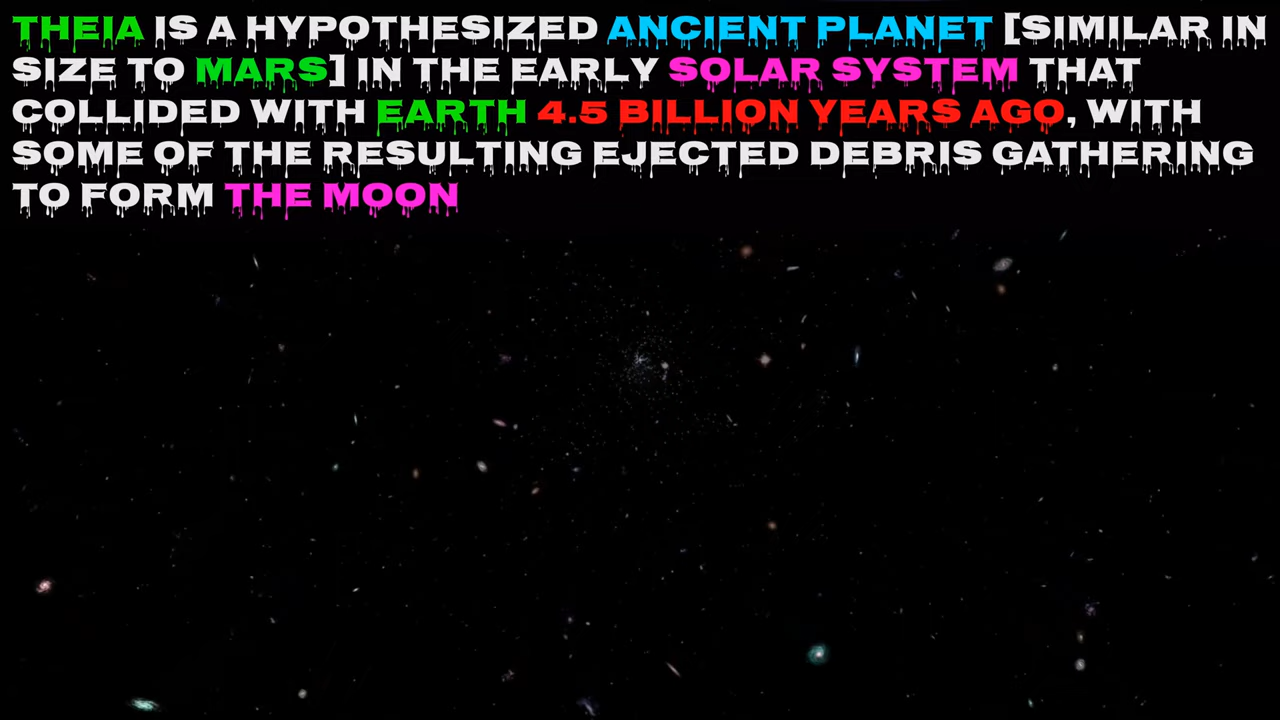 THEIA IS A HYPOTHESIZED ANCIENT PLANET [SIMILAR IN
SIZE TO MARS] IN THE EARLY SOLAR SYSTEM THAT
COLLIDED WITH EARTH 4.5 BILLION YEARS AGO, WITH
SOME OF THE RESULTING EJECTED DEBRIS GATHERING
TO FORM THE MOON